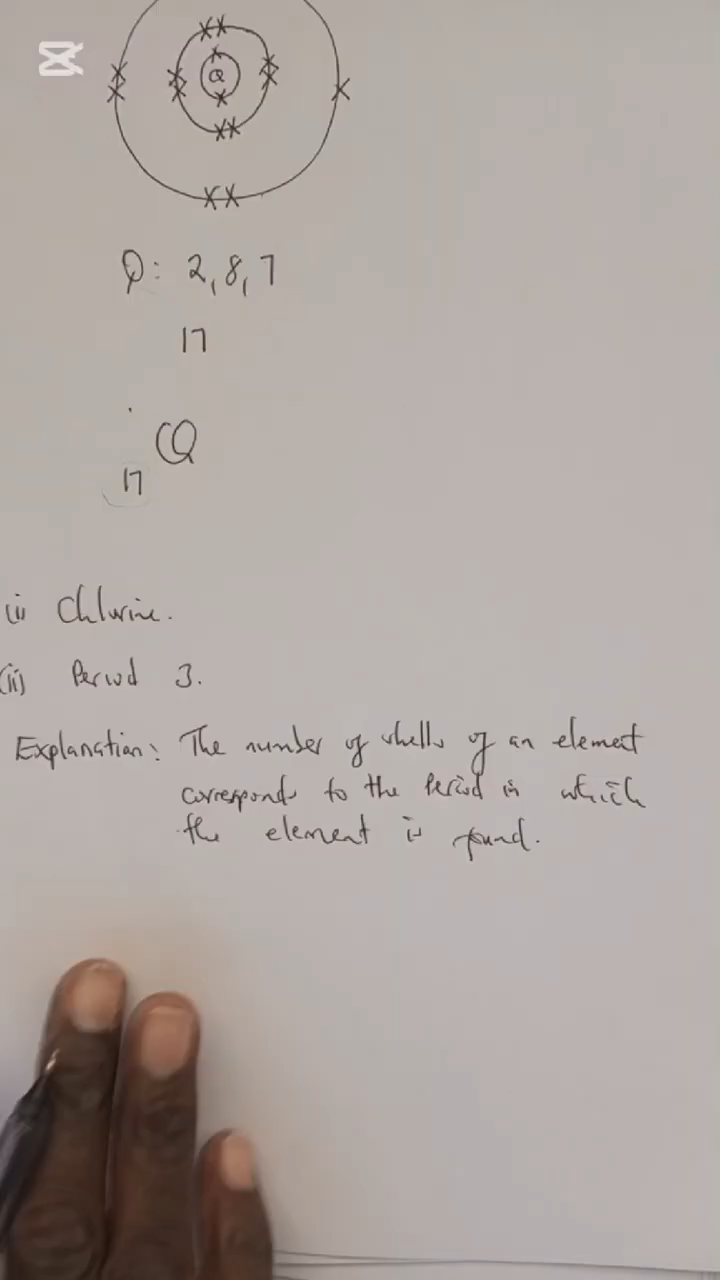 Q
Q: 2, 8, 7
17
Q
17
(i) Chlorine.
(ii) Period 3.
Explanation: The number of shells of an element
corresponds to the Period in which
the element is found.